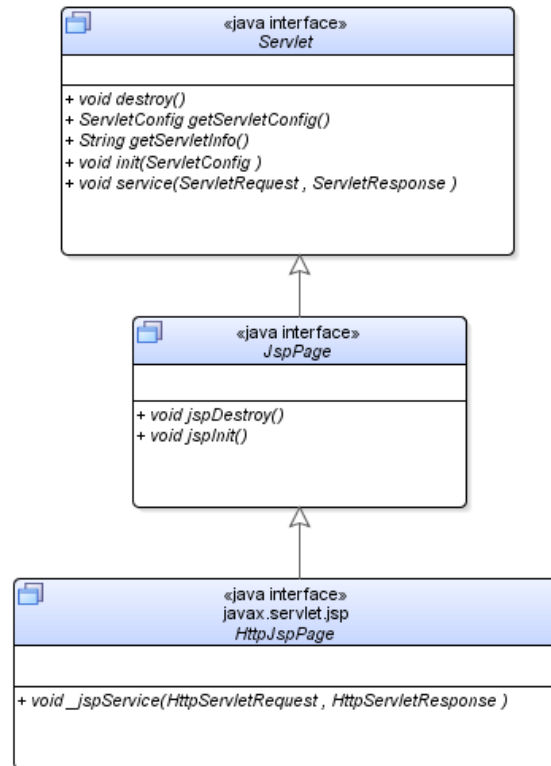 «java interface»
Servlet
+ void destroy()
+ ServletConfig getServletConfig()
+ String getServletInfo()
+ void init(ServletConfig )
+ void service(ServletRequest , ServletResponse )
«java interface»
JspPage
+ void jspDestroy()
+ void jspInit()
«java interface»
javax.servlet.jsp
HttpJspPage
+ void _jspService(HttpServletRequest , HttpServletResponse )